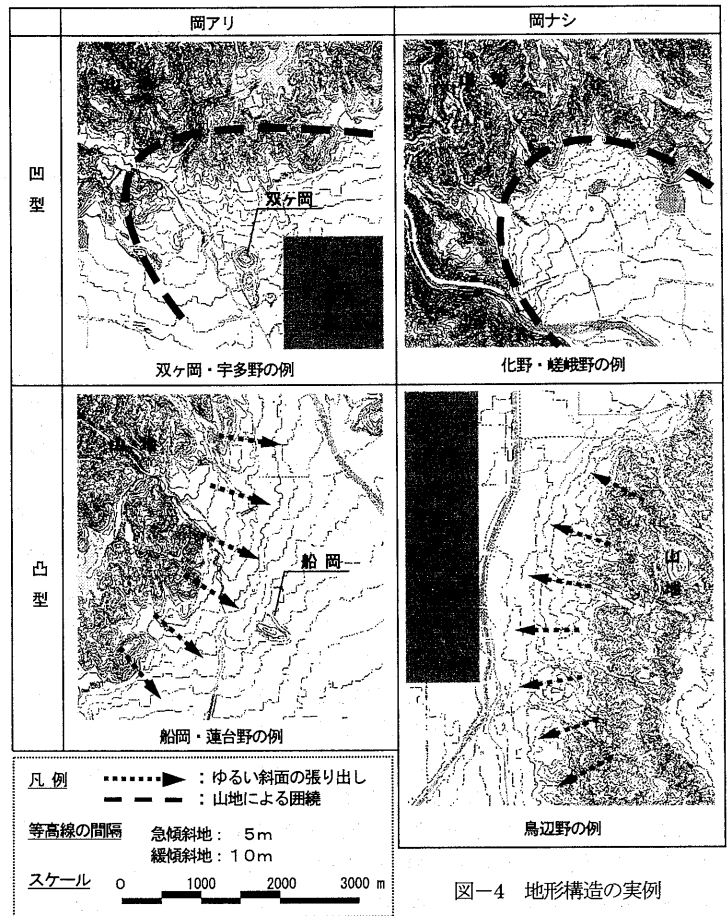 岡アリ
岡ナシ
凹型
双ヶ岡
双ヶ岡・宇多野の例
化野・嵯峨野の例
凸型
船岡
山地
船岡・蓮台野の例
鳥辺野の例
凡例
：ゆるい斜面の張り出し
：山地による囲繞
等高線の間隔 急傾斜地： 5m
緩傾斜地：10m
スケール 0 1000 2000 3000 m
図－4 地形構造の実例